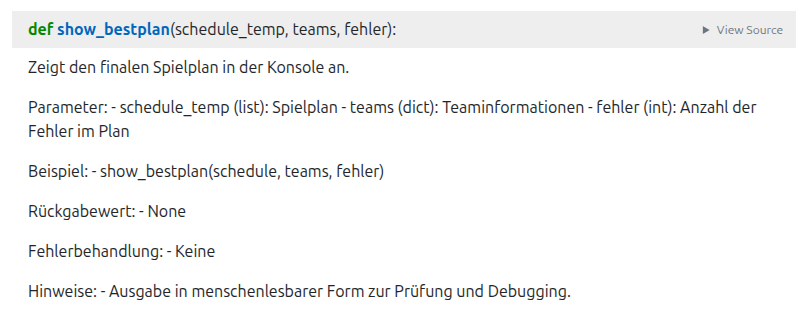 def show_bestplan(schedule_temp, teams, fehler): ▶ View Source
Zeigt den finalen Spielplan in der Konsole an.
Parameter: - schedule_temp (list): Spielplan - teams (dict): Teaminformationen - fehler (int): Anzahl der
Fehler im Plan
Beispiel: - show_bestplan(schedule, teams, fehler)
Rückgabewert: - None
Fehlerbehandlung: - Keine
Hinweise: - Ausgabe in menschenlesbarer Form zur Prüfung und Debugging.